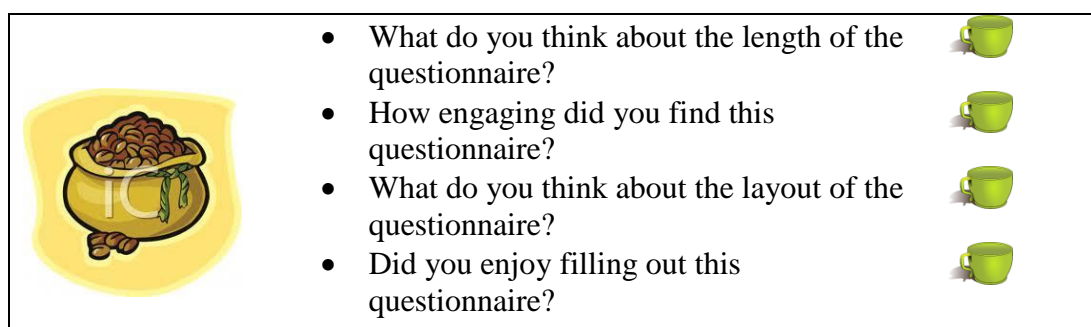 • What do you think about the length of the
questionnaire?
• How engaging did you find this
questionnaire?
• What do you think about the layout of the
questionnaire?
• Did you enjoy filling out this
questionnaire?
iC